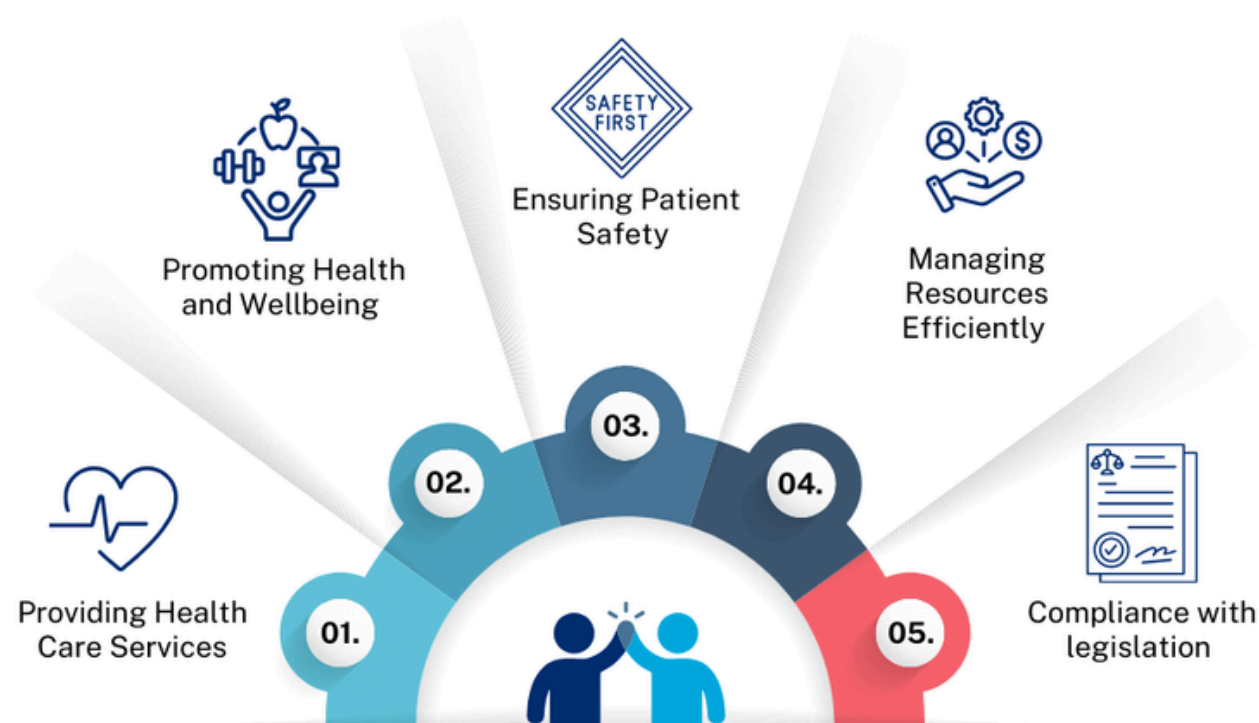 01.
Providing Health
Care Services
02.
Promoting Health
and Wellbeing
03.
SAFETY
FIRST
Ensuring Patient
Safety
04.
$
Managing
Resources
Efficiently
05.
Compliance with
legislation